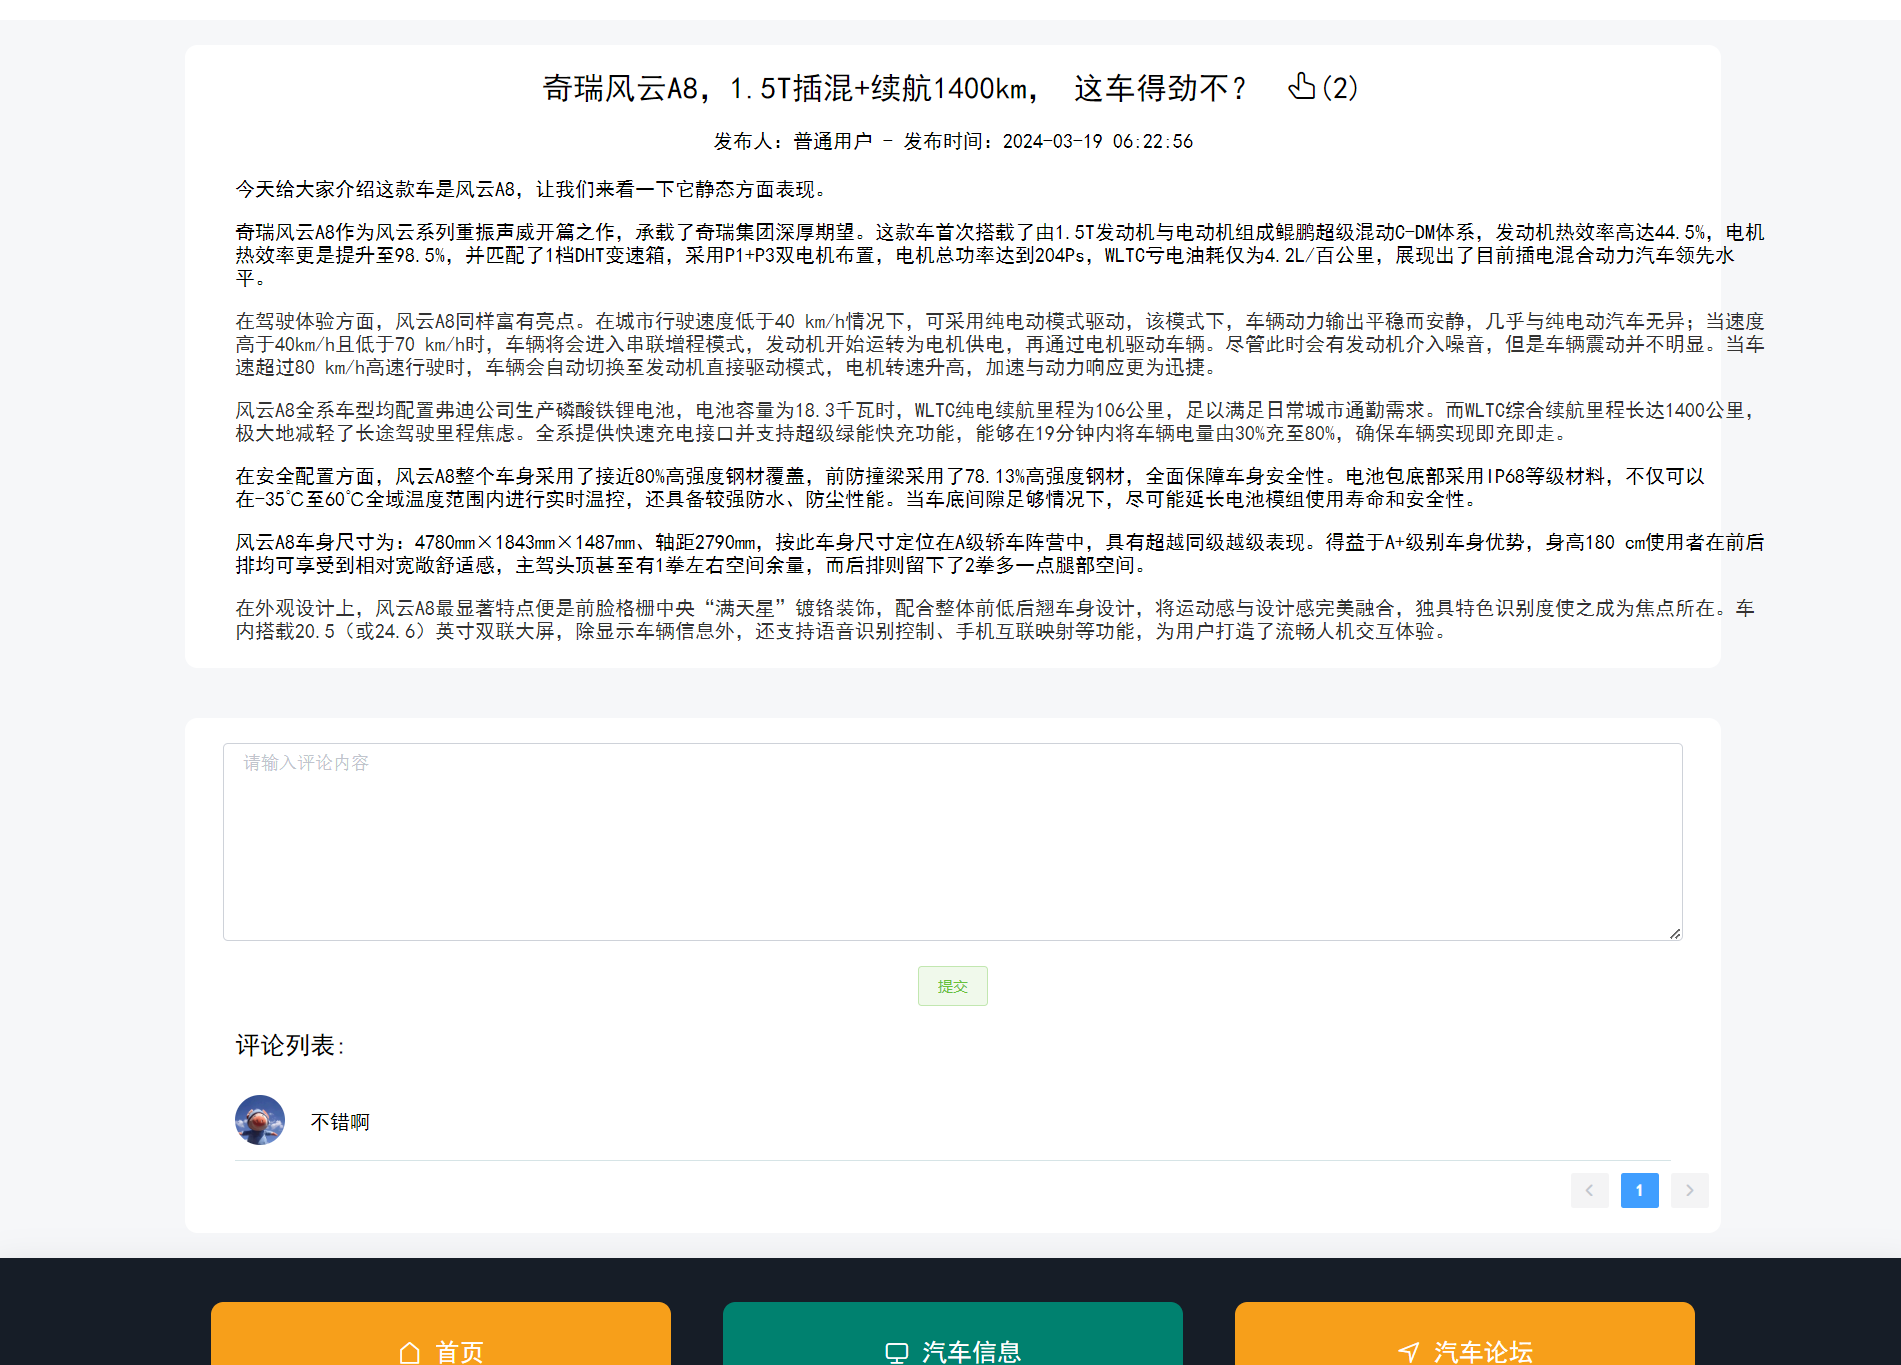 奇瑞风云A8，1.5T插混+续航1400km， 这车得劲不？ (2)
发布人：普通用户 - 发布时间：2024-03-19 06:22:56
今天给大家介绍这款车是风云A8，让我们来看一下它静态方面表现。
奇瑞风云A8作为风云系列重振声威开篇之作，承载了奇瑞集团深厚期望。这款车首次搭载了由1.5T发动机与电动机组成鲲鹏超级混动C-DM体系，发动机热效率高达44.5%，电机
热效率更是提升至98.5%，并匹配了1档DHT变速箱，采用P1+P3双电机布置，电机总功率达到204Ps，WLTC亏电油耗仅为4.2L/百公里，展现出了目前插电混合动力汽车领先水
平。
在驾驶体验方面，风云A8同样富有亮点。在城市行驶速度低于40 km/h情况下，可采用纯电动模式驱动，该模式下，车辆动力输出平稳而安静，几乎与纯电动汽车无异；当速度
高于40km/h且低于70 km/h时，车辆将会进入串联增程模式，发动机开始运转为电机供电，再通过电机驱动车辆。尽管此时会有发动机介入噪音，但是车辆震动并不明显。当车
速超过80 km/h高速行驶时，车辆会自动切换至发动机直接驱动模式，电机转速升高，加速与动力响应更为迅捷。
风云A8全系车型均配置弗迪公司生产磷酸铁锂电池，电池容量为18.3千瓦时，WLTC纯电续航里程为106公里，足以满足日常城市通勤需求。而WLTC综合续航里程长达1400公里，
极大地减轻了长途驾驶里程焦虑。全系提供快速充电接口并支持超级绿能快充功能，能够在19分钟内将车辆电量由30%充至80%，确保车辆实现即充即走。
在安全配置方面，风云A8整个车身采用了接近80%高强度钢材覆盖，前防撞梁采用了78.13%高强度钢材，全面保障车身安全性。电池包底部采用IP68等级材料，不仅可以
在-35℃至60℃全域温度范围内进行实时温控，还具备较强防水、防尘性能。当车底间隙足够情况下，尽可能延长电池模组使用寿命和安全性。
风云A8车身尺寸为：4780mm×1843mm×1487mm、轴距2790mm，按此车身尺寸定位在A级轿车阵营中，具有超越同级越级表现。得益于A+级别车身优势，身高180 cm使用者在前后
排均可享受到相对宽敞舒适感，主驾头顶甚至有1拳左右空间余量，而后排则留下了2拳多一点腿部空间。
在外观设计上，风云A8最显著特点便是前脸格栅中央“满天星”镀铬装饰，配合整体前低后翘车身设计，将运动感与设计感完美融合，独具特色识别度使之成为焦点所在。车
内搭载20.5（或24.6）英寸双联大屏，除显示车辆信息外，还支持语音识别控制、手机互联映射等功能，为用户打造了流畅人机交互体验。
请输入评论内容
提交
评论列表:
不错啊
1
首页
汽车信息
汽车论坛